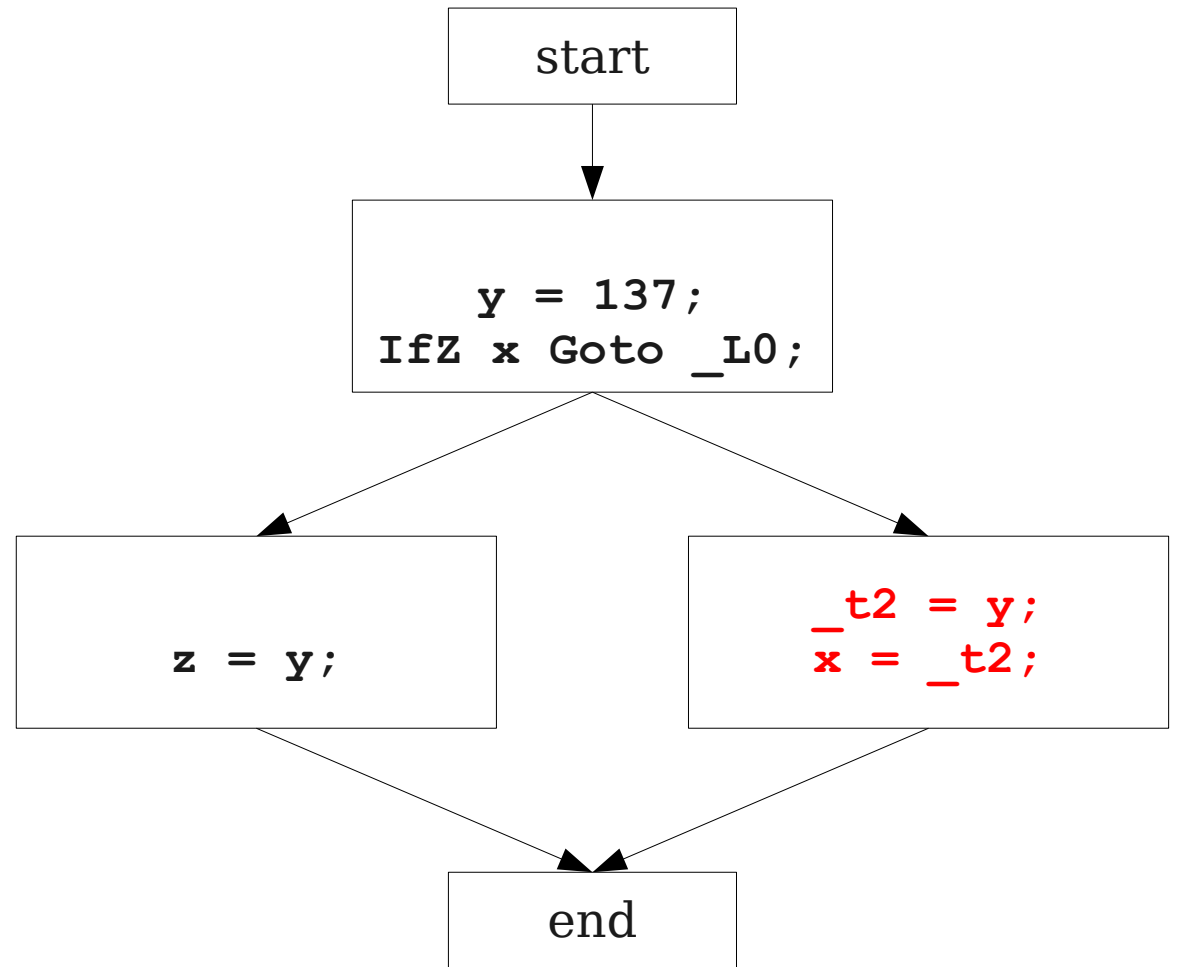 start
y = 137;
IfZ x Goto _L0;
z = y;
_t2 = y;
x = _t2;
end